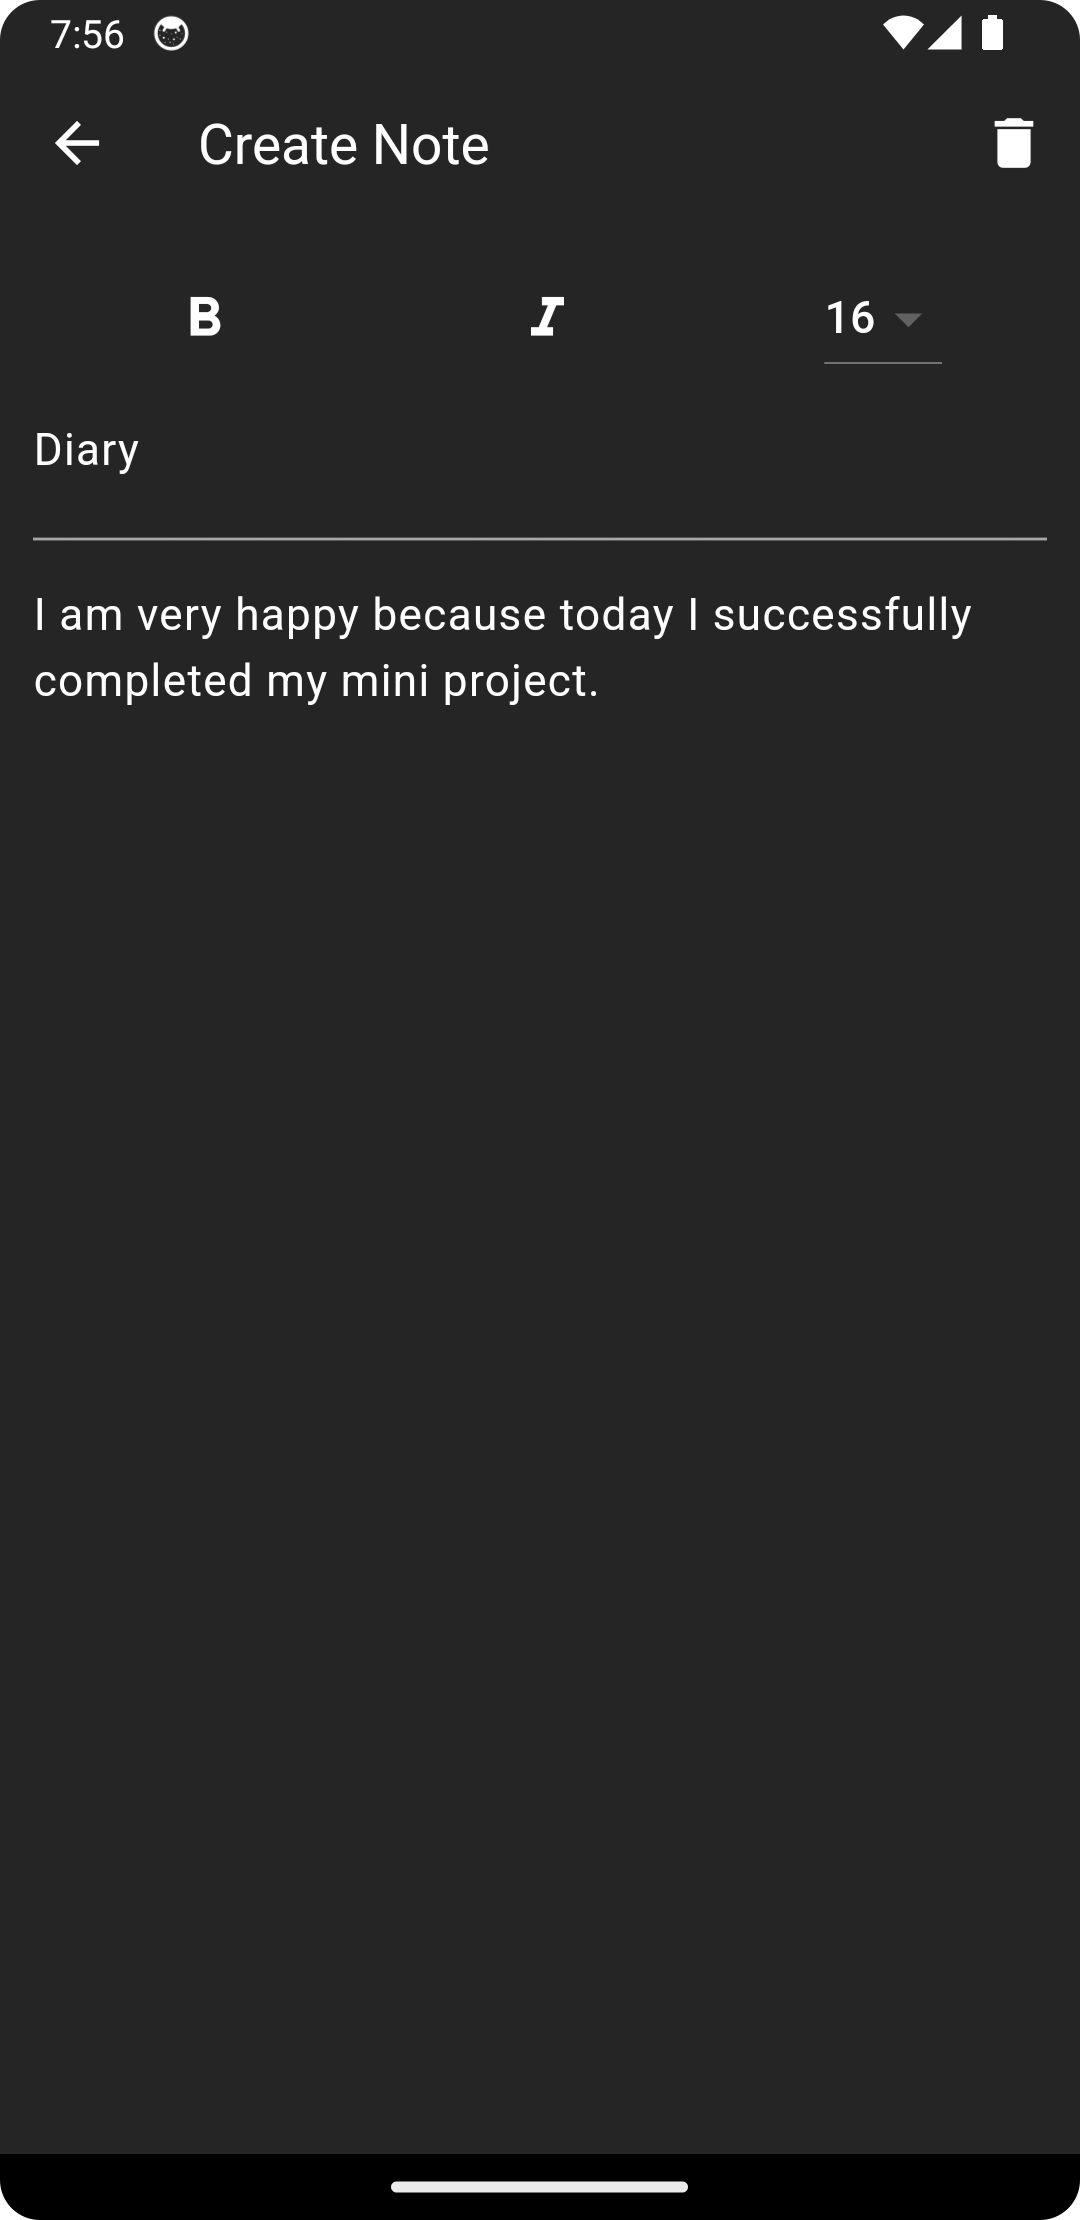 7:56
Create Note
B I 16
Diary
I am very happy because today I successfully
completed my mini project.